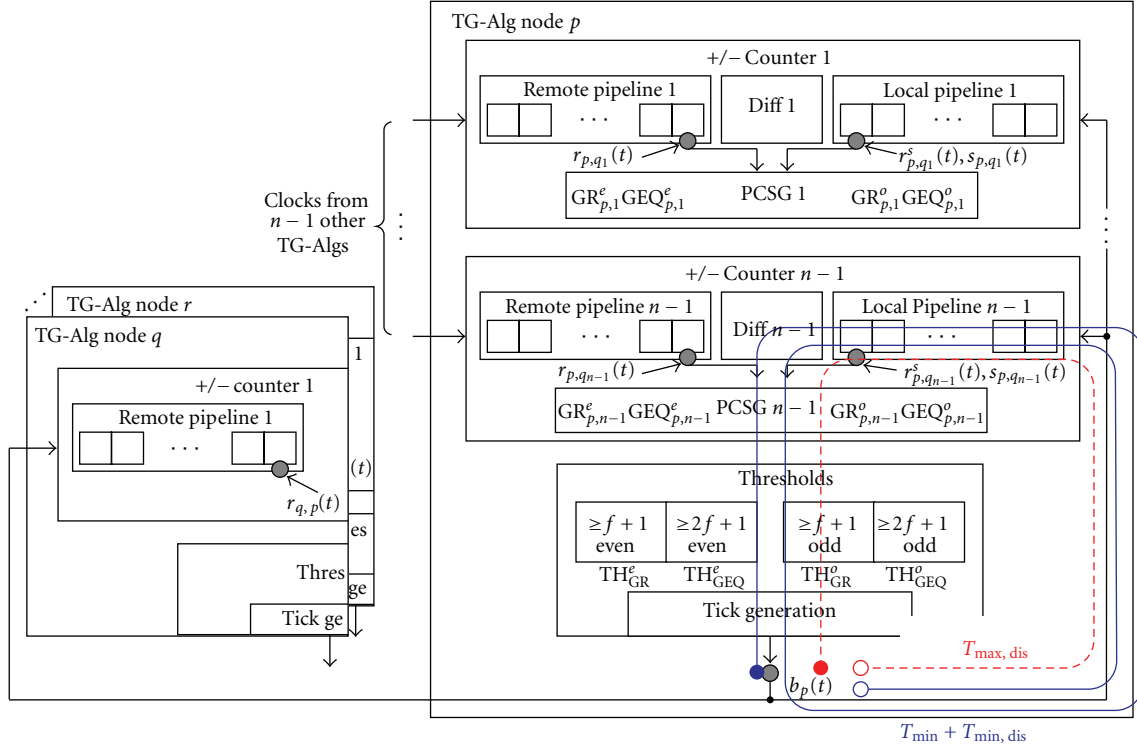 TG-Alg node p
+/− Counter 1
Remote pipeline 1
Diff 1
Local pipeline 1
· · ·
· · ·
r_{p,q_1}(t)
r^s_{p,q_1}(t), s_{p,q_1}(t)
GR^e_{p,1} GEQ^e_{p,1} PCSG 1 GR^o_{p,1} GEQ^o_{p,1}
Clocks from
n − 1 other
TG-Algs
+/− Counter n − 1
Remote pipeline n − 1
Diff n − 1
Local Pipeline n − 1
· · ·
· · ·
r_{p,q_{n−1}}(t)
r^s_{p,q_{n−1}}(t), s_{p,q_{n−1}}(t)
GR^e_{p,n−1} GEQ^e_{p,n−1} PCSG n − 1 GR^o_{p,n−1} GEQ^o_{p,n−1}
TG-Alg node r
TG-Alg node q
1
+/− counter 1
Remote pipeline 1
· · ·
(t)
r_{q,p}(t)
es
Thres
ge
Tick ge
Thresholds
≥f + 1 ≥2f + 1 ≥f + 1 ≥2f + 1
even even odd odd
TH^e_{GR} TH^e_{GEQ} TH^o_{GR} TH^o_{GEQ}
Tick generation
T_{max, dis}
b_p(t)
T_{min} + T_{min, dis}